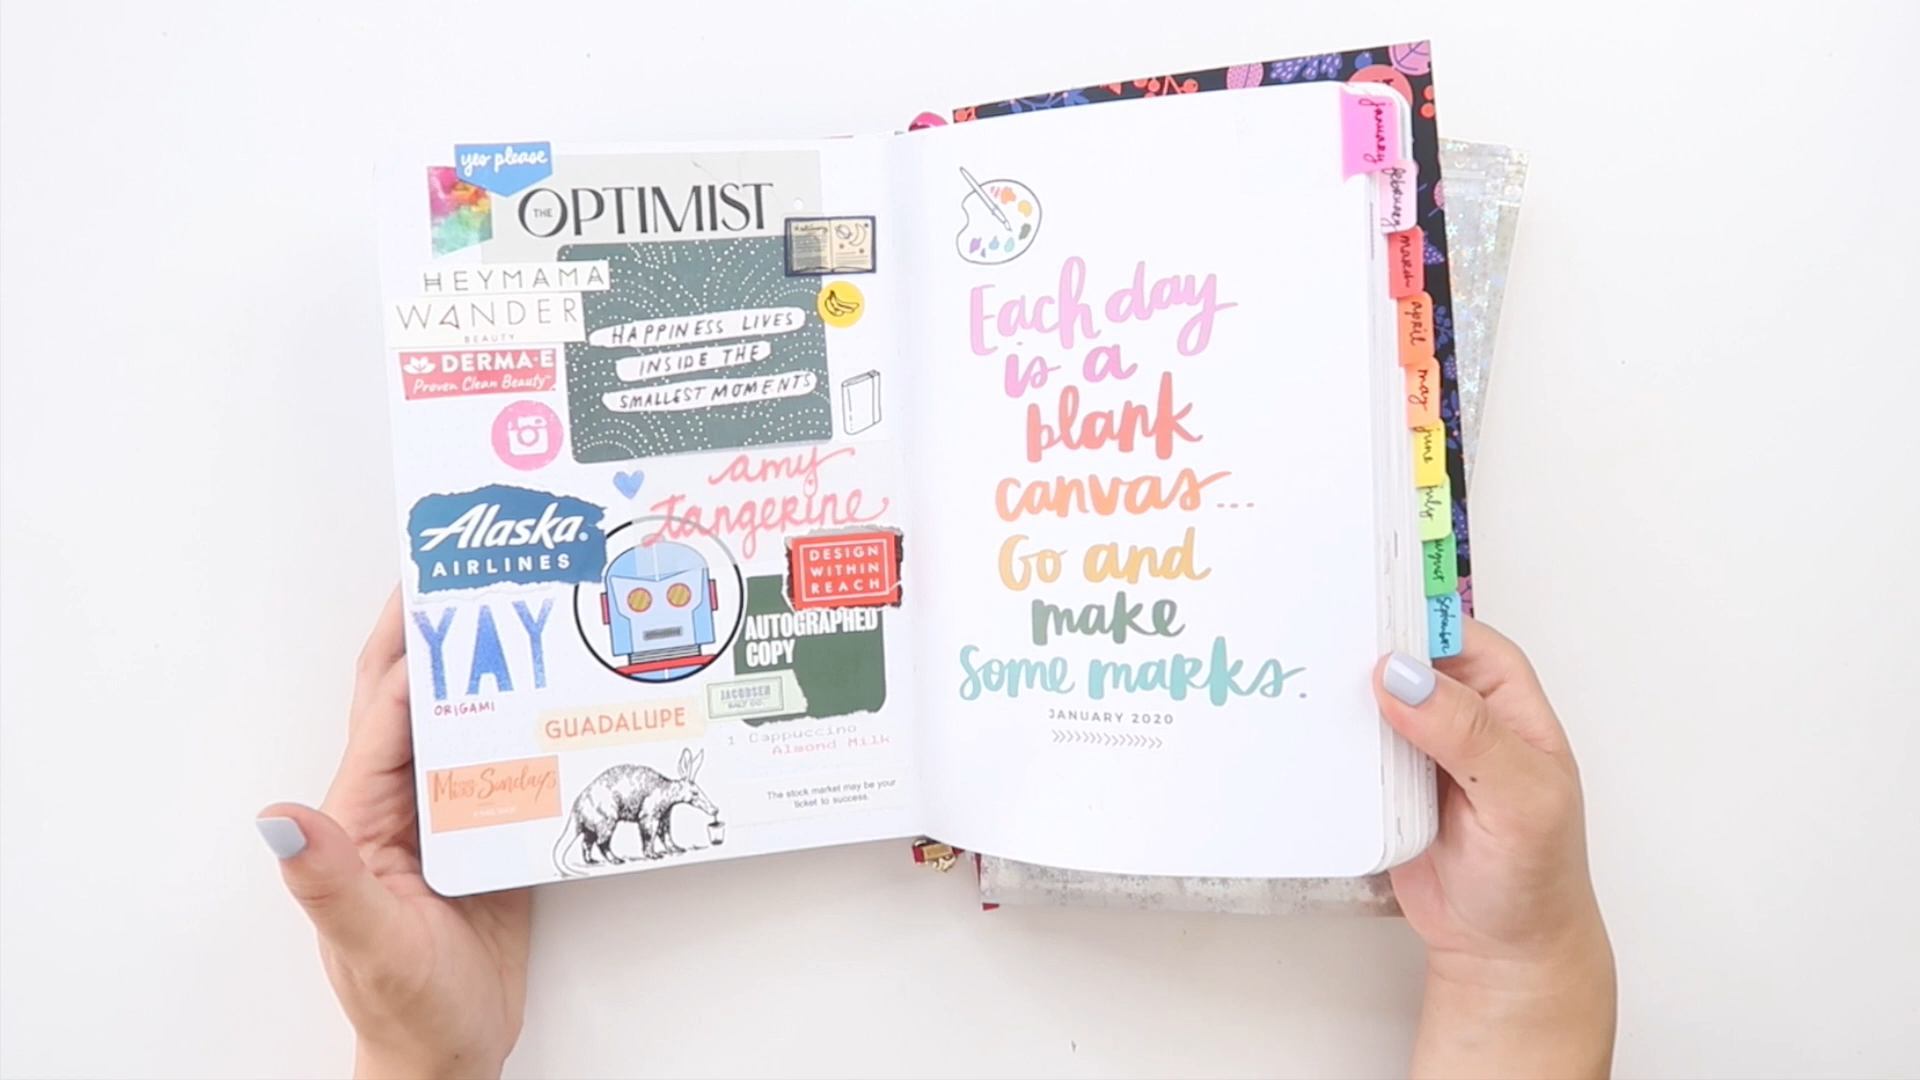 yes please
THE OPTIMIST
HEYMAMA
WANDER
BEAUTY
DERMA·E
Proven Clean Beauty™
HAPPINESS LIVES
INSIDE THE
SMALLEST MOMENTS
amy
tangerine
Alaska®
AIRLINES
DESIGN
WITHIN
REACH
AUTOGRAPHED
COPY
YAY
ORIGAMI
JACOBSEN
SALT CO.
GUADALUPE
1 Cappuccino
Almond Milk
Sundays
The stock market may be your
ticket to success.
Each day
is a
blank
canvas...
Go and
make
some marks.
JANUARY 2020
january
february
march
april
may
june
july
august
september